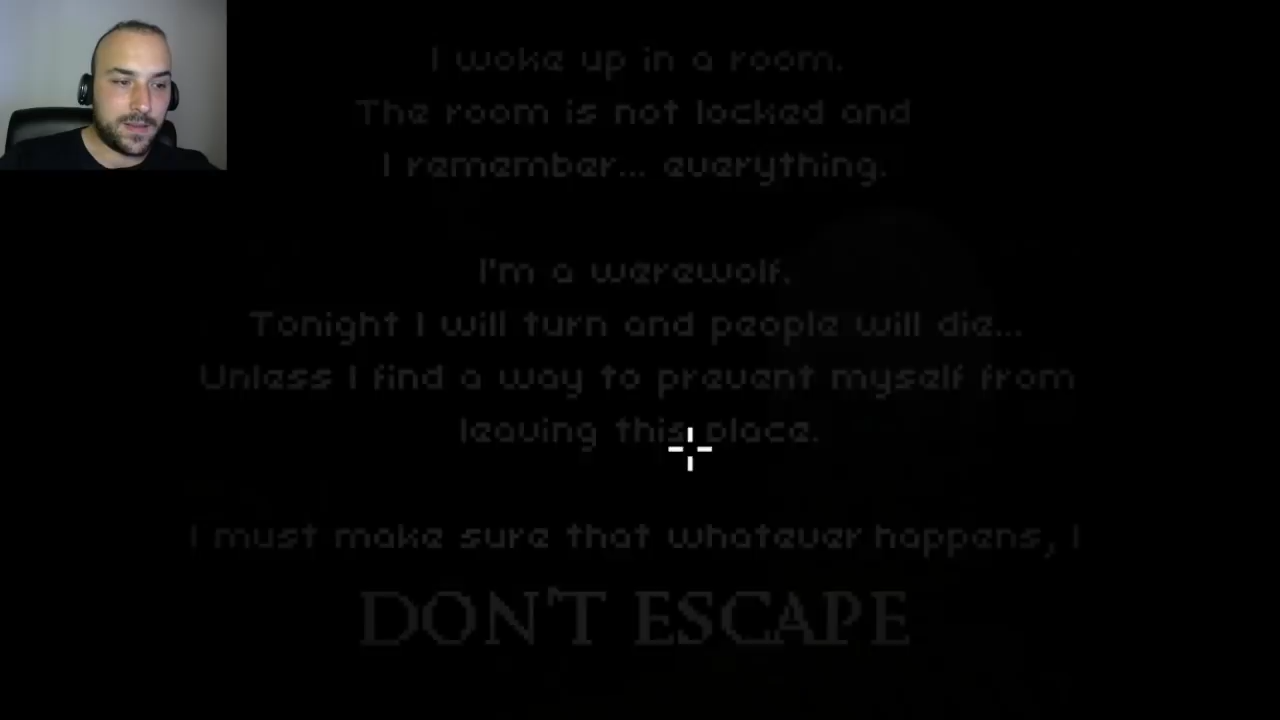 I woke up in a room.
The room is not locked and
I remember... everything.
I'm a werewolf.
Tonight I will turn and people will die...
Unless I find a way to prevent myself from
leaving this place.
I must make sure that whatever happens, I
DON'T ESCAPE